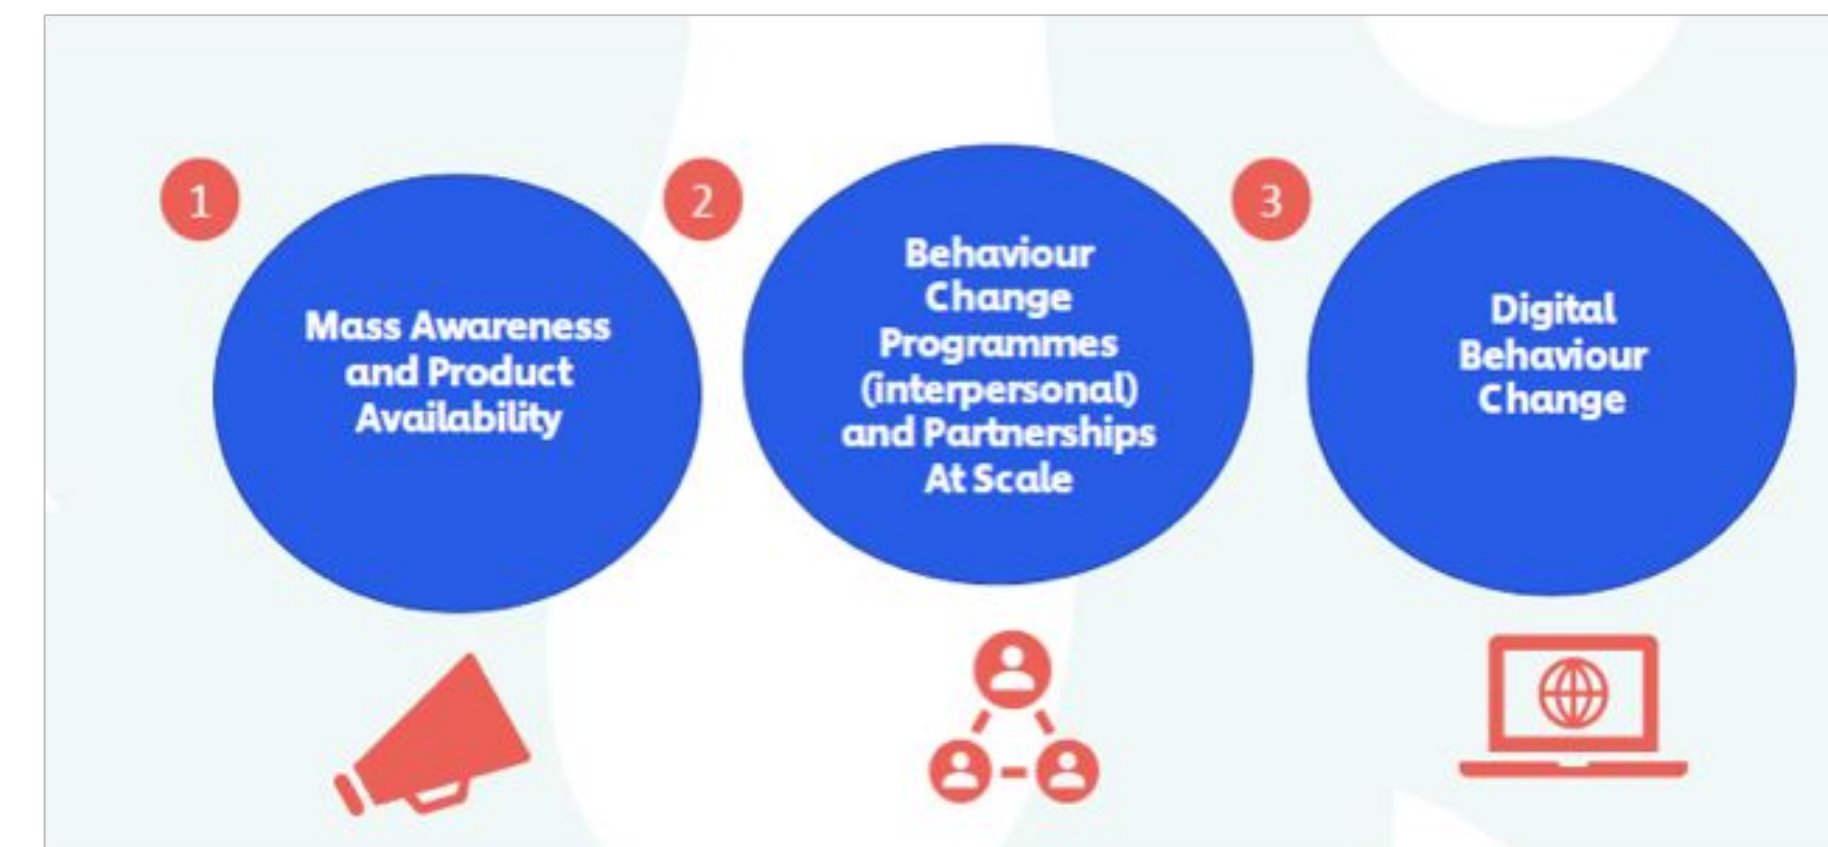 1
Mass Awareness
and Product
Availability
2
Behaviour
Change
Programmes
(interpersonal)
and Partnerships
At Scale
3
Digital
Behaviour
Change